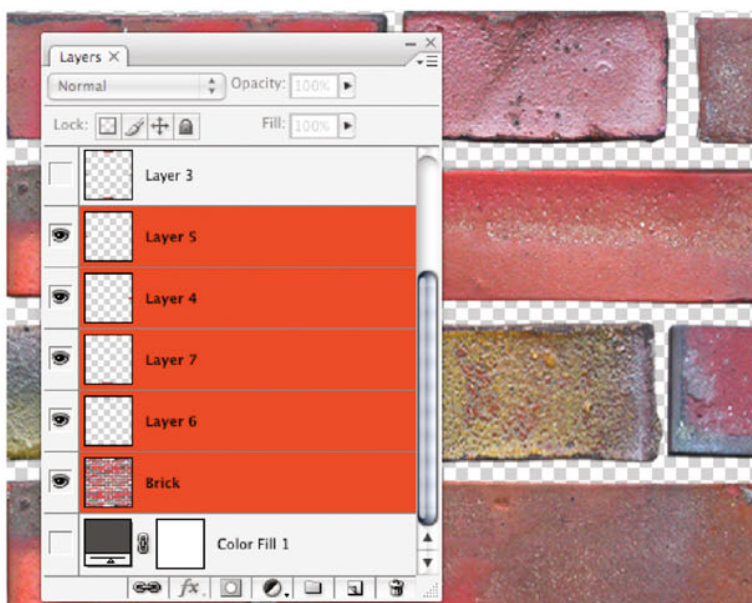 Layers
Normal
Opacity: 100%
Lock:
Fill: 100%
Layer 3
Layer 5
Layer 4
Layer 7
Layer 6
Brick
Color Fill 1
fx.